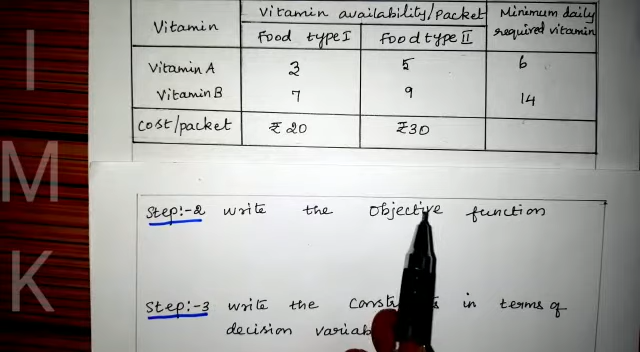 Vitamin Vitamin availability/packet Minimum daily required vitamin
Food type I Food type II
Vitamin A 3 5 6
Vitamin B 7 9 14
Cost/packet ₹ 20 ₹30
Step:-2 write the objective function
Step:-3 write the in terms of
decision
I
M
K